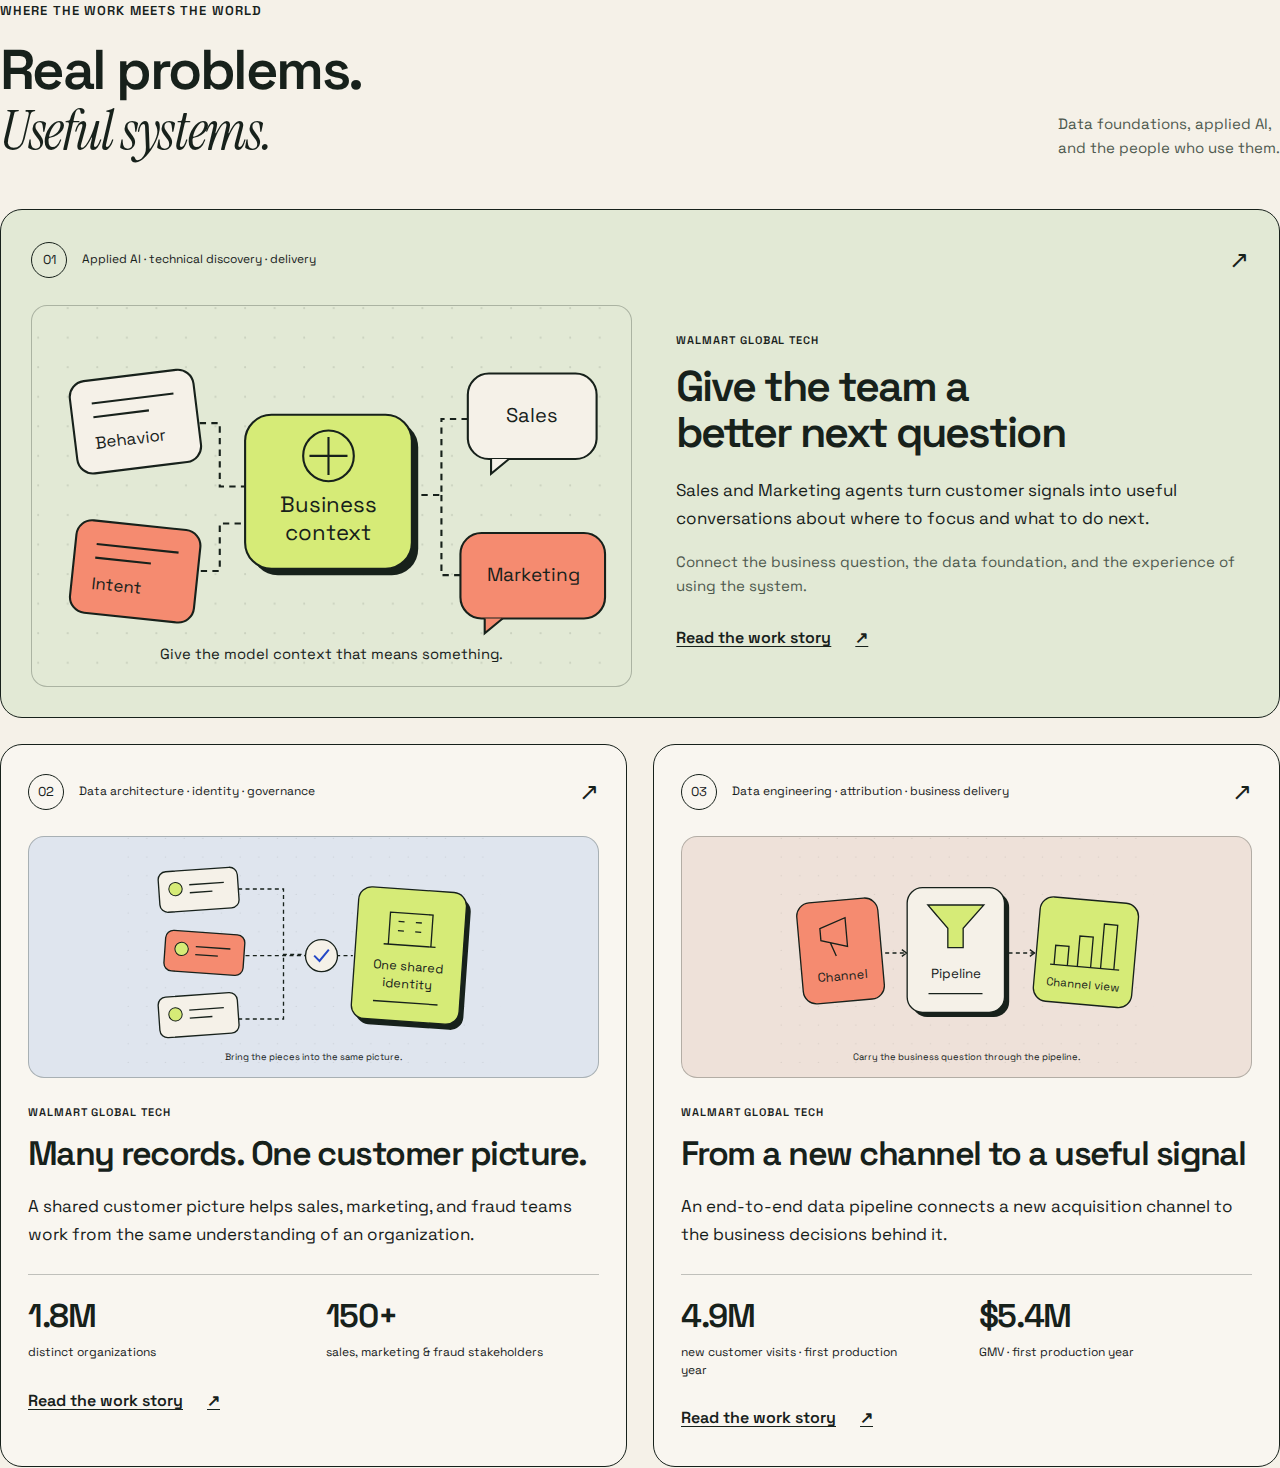 WHERE THE WORK MEETS THE WORLD
Real problems.
Useful systems.
Data foundations, applied AI,
and the people who use them.
01
Applied AI · technical discovery · delivery
↗
Behavior
Intent
Business
context
Sales
Marketing
Give the model context that means something.
WALMART GLOBAL TECH
Give the team a
better next question
Sales and Marketing agents turn customer signals into useful
conversations about where to focus and what to do next.
Connect the business question, the data foundation, and the experience of
using the system.
Read the work story ↗
02
Data architecture · identity · governance
↗
One shared
identity
Bring the pieces into the same picture.
WALMART GLOBAL TECH
Many records. One customer picture.
A shared customer picture helps sales, marketing, and fraud teams
work from the same understanding of an organization.
1.8M
distinct organizations
150+
sales, marketing & fraud stakeholders
Read the work story ↗
03
Data engineering · attribution · business delivery
↗
Channel
Pipeline
Channel view
Carry the business question through the pipeline.
WALMART GLOBAL TECH
From a new channel to a useful signal
An end-to-end data pipeline connects a new acquisition channel to
the business decisions behind it.
4.9M
new customer visits · first production
year
$5.4M
GMV · first production year
Read the work story ↗